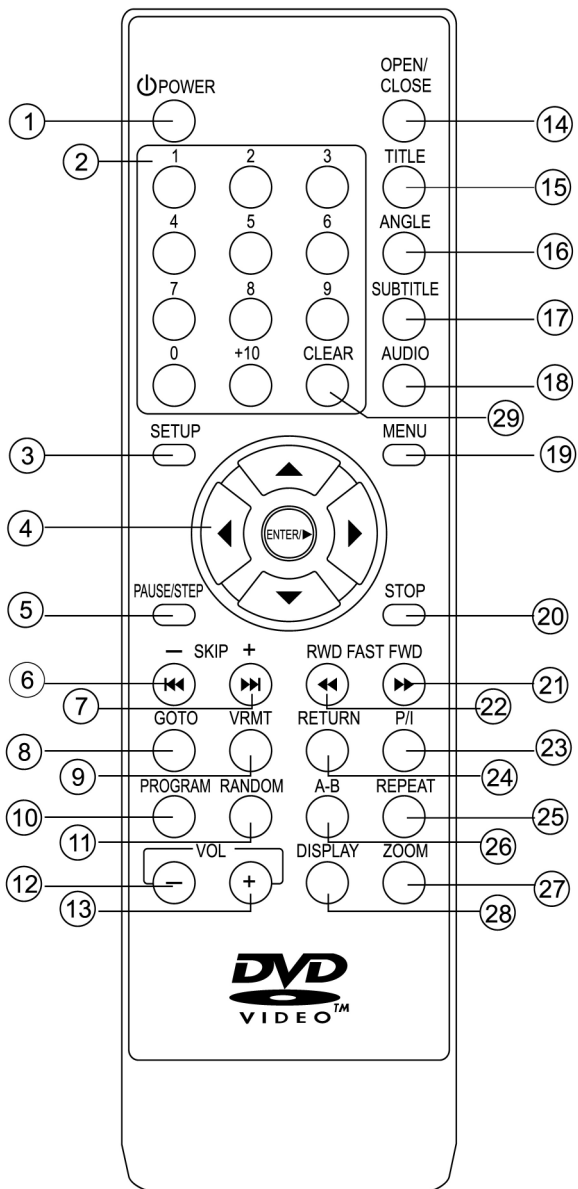 OPEN/
POWER CLOSE
1 14
2 1 2 3 TITLE
15
4 5 6 ANGLE
16
7 8 9 SUBTITLE
17
0 +10 CLEAR AUDIO
18
29
SETUP MENU
3 19
4 ENTER/▶
PAUSE/STEP STOP
5 20
− SKIP + RWD FAST FWD
6 21
7 22
GOTO VRMT RETURN P/I
8 23
9 24
PROGRAM RANDOM A-B REPEAT
10 25
11 26
VOL DISPLAY ZOOM
12 − + 27
13 28
DVD
VIDEO TM